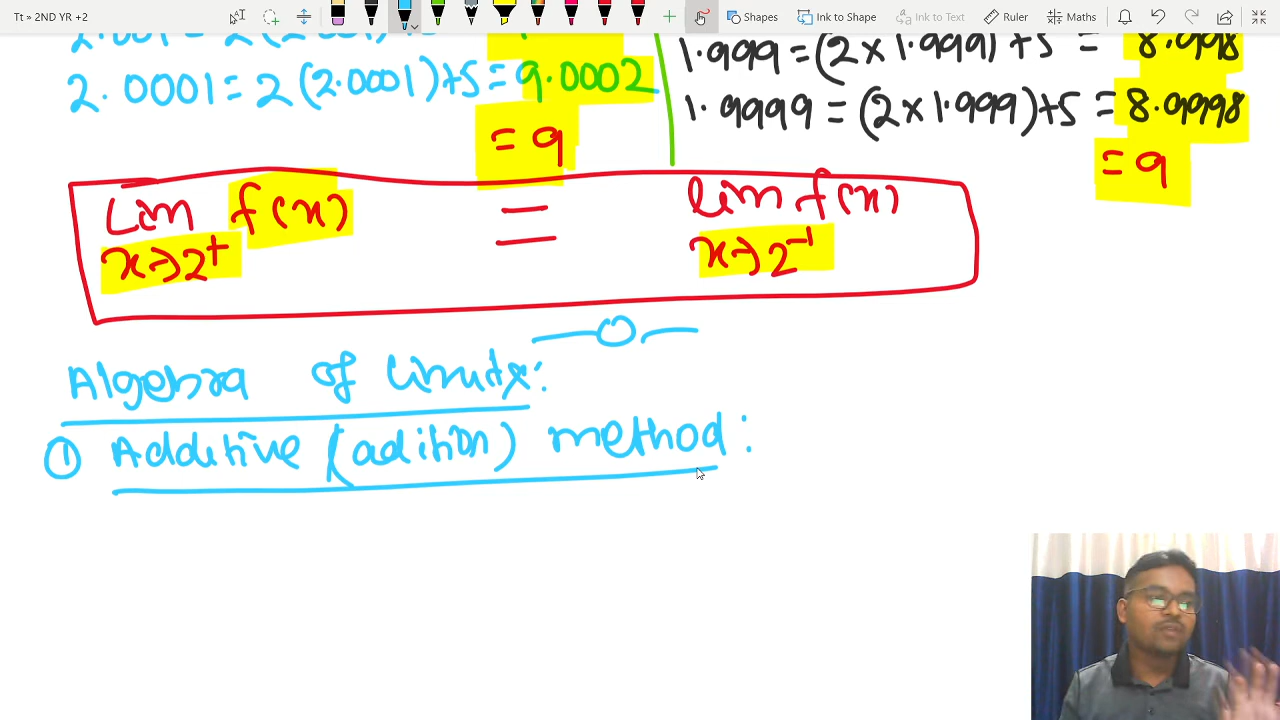 Tt » 2ND YR +2
Shapes
Ink to Shape
Ink to Text
Ruler
Maths
2.0001 = 2(2.0001)+5 = 9.0002
= 9
1.999 = (2×1.999)+5 = 8.998
1.9999 = (2×1.999)+5 = 8.9998
= 9
lim f(x) = lim f(x)
x→2⁺ x→2⁻¹
Algebra of limits:
① Additive (adition) method: